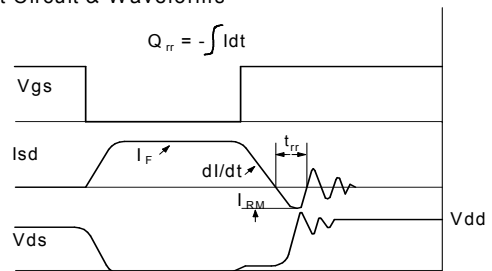 t Circuit & Waveforms
Q rr = -∫Idt
Vgs
Isd
I F
dI/dt
t rr
I RM
Vdd
Vds